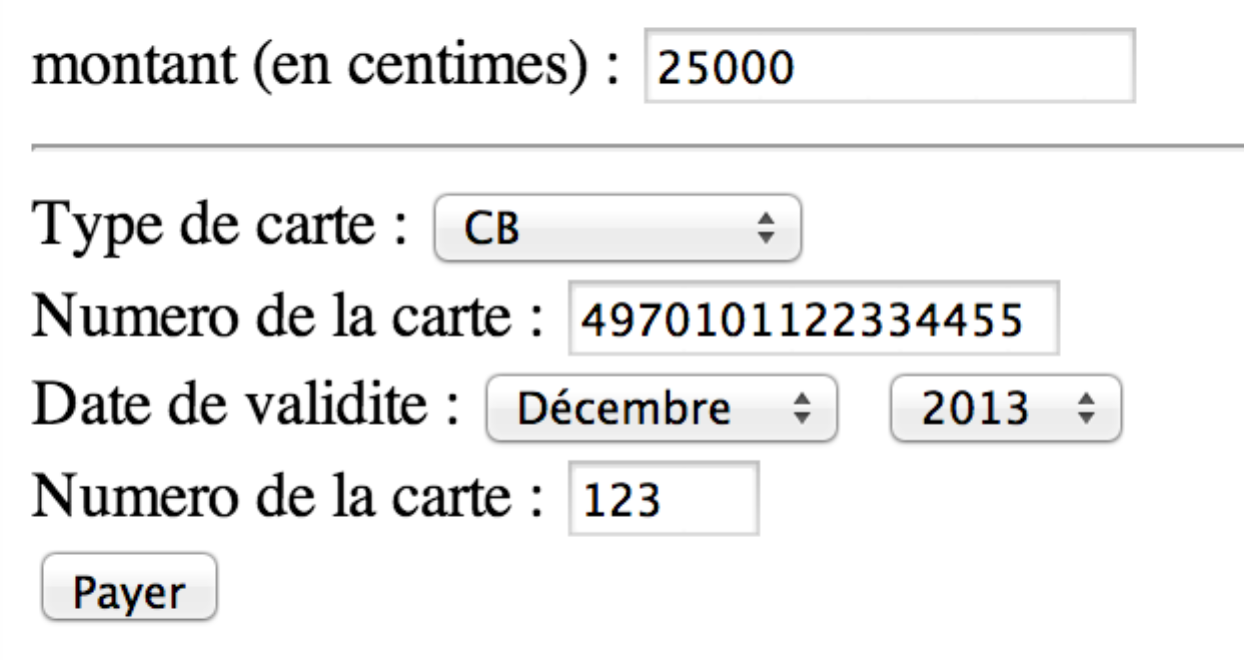 montant (en centimes) : 25000
Type de carte : CB
Numero de la carte : 4970101122334455
Date de validite : Décembre 2013
Numero de la carte : 123
Payer